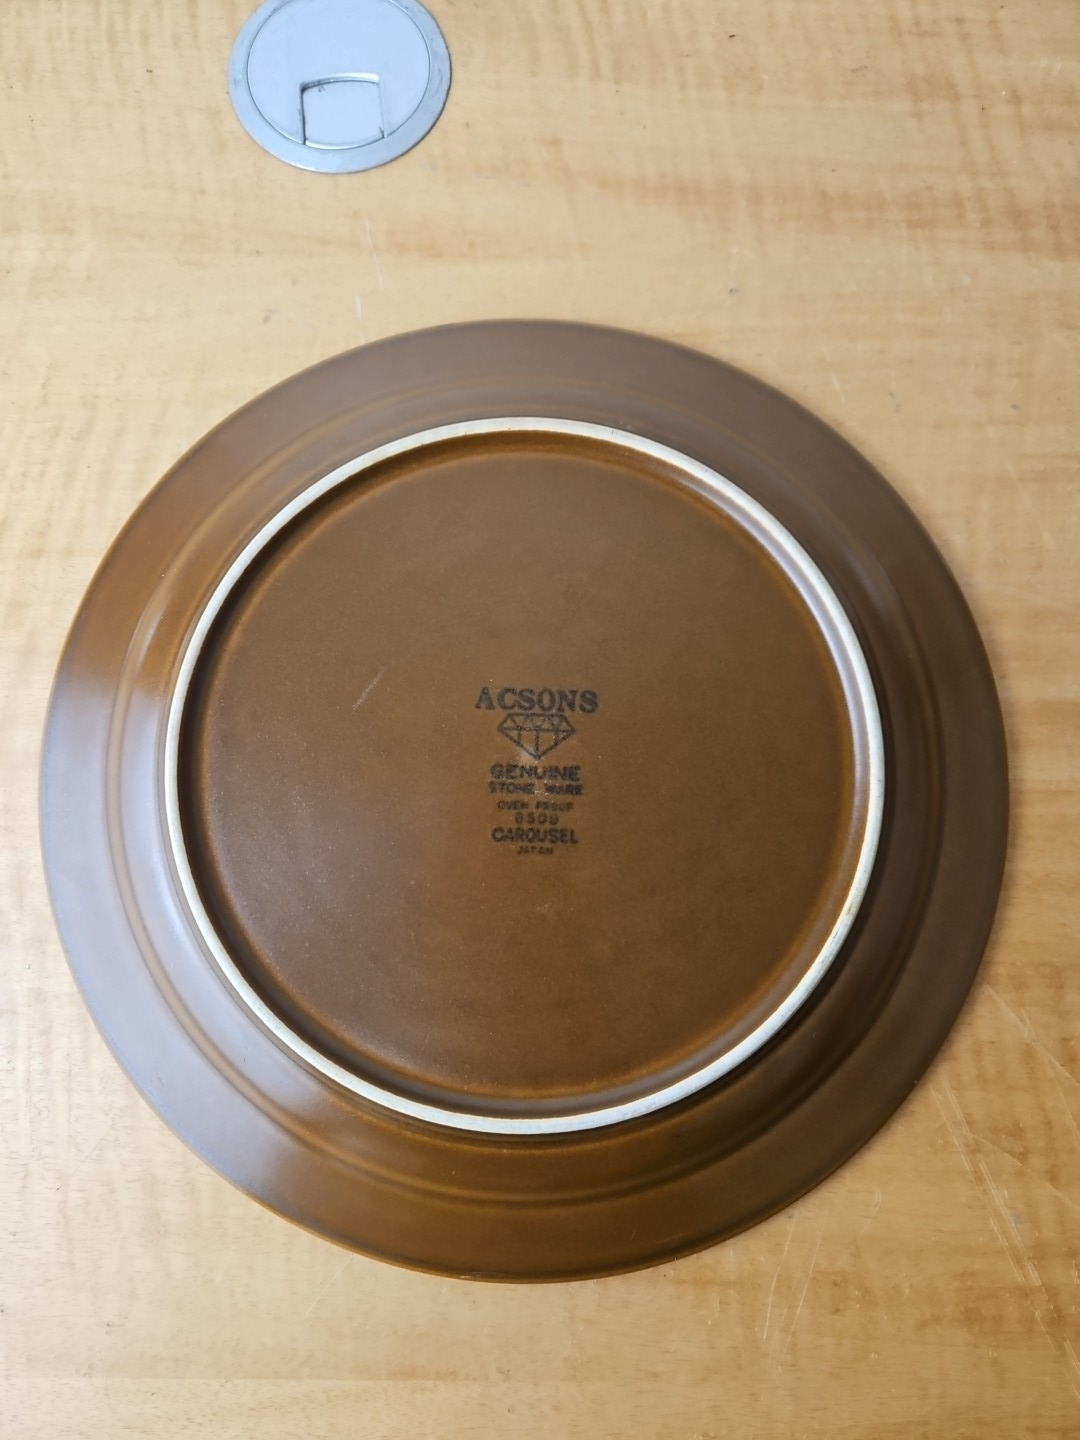 ACSONS
GENUINE
STONE WARE
OVEN PROOF
CAROUSEL
JAPAN